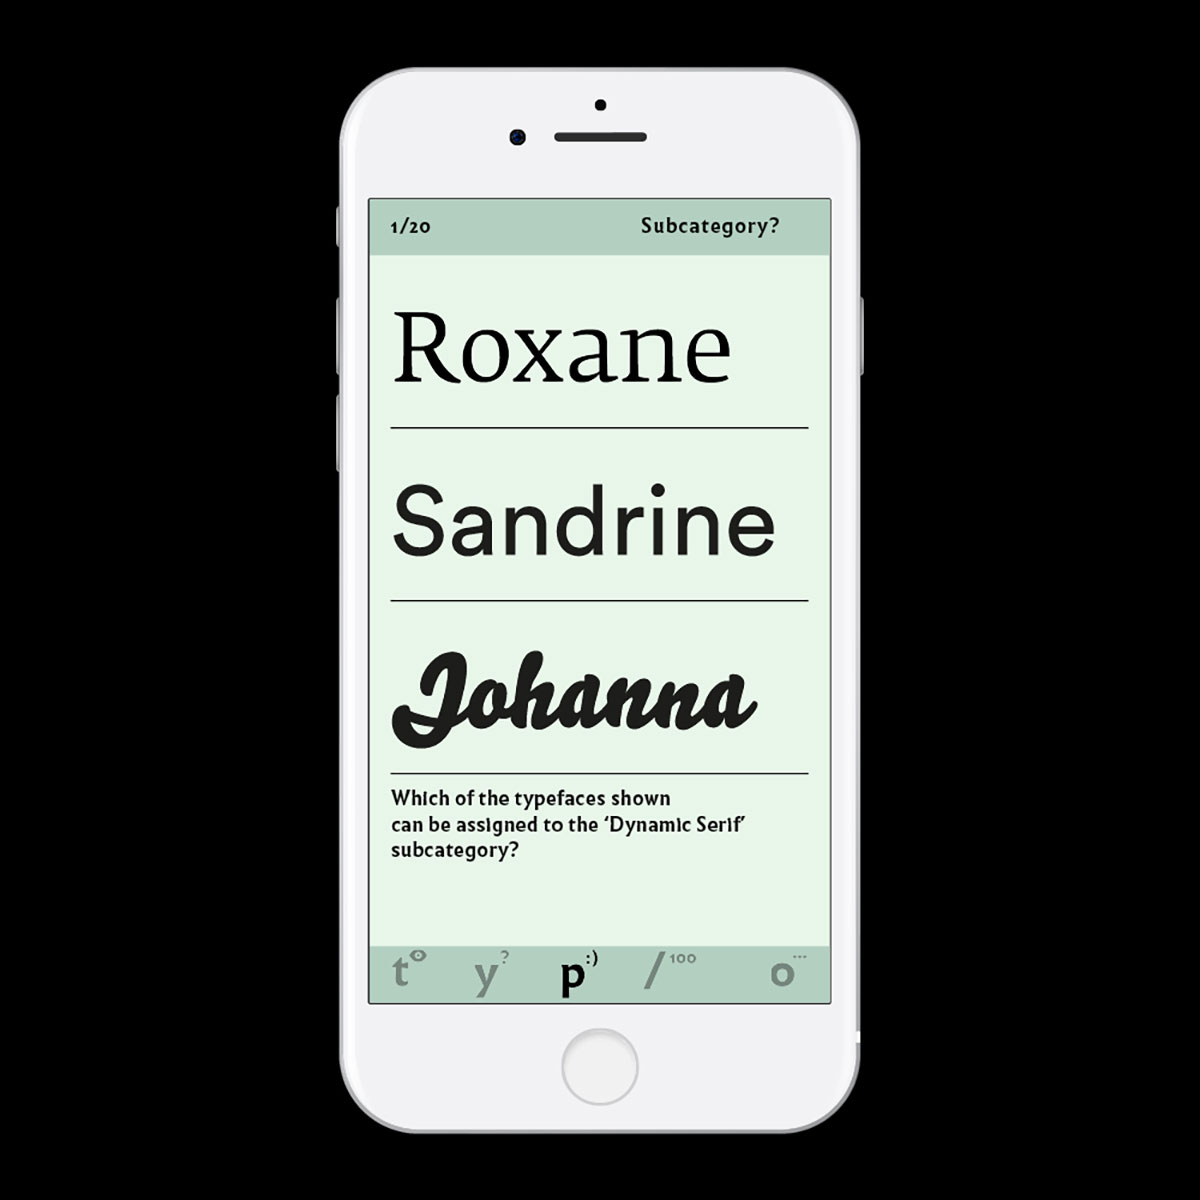 1/20 Subcategory?
Roxane
Sandrine
Johanna
Which of the typefaces shown
can be assigned to the ‘Dynamic Serif’
subcategory?
t y? p:) /100 o...